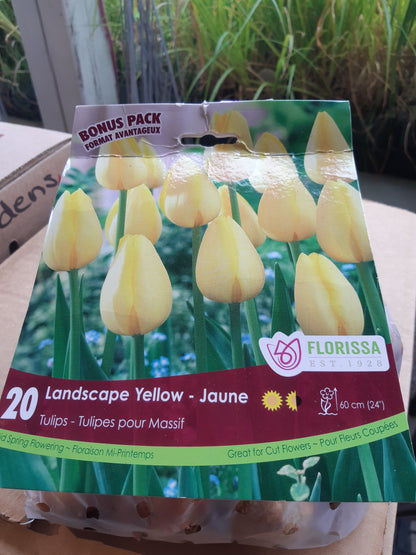 BONUS PACK
FORMAT AVANTAGEUX
FLORISSA
EST. 1928
20 Landscape Yellow - Jaune
Tulips - Tulipes pour Massif
60 cm (24")
Spring Flowering ~ Floraison Mi-Printemps
Great for Cut Flowers ~ Pour Fleurs Coupées